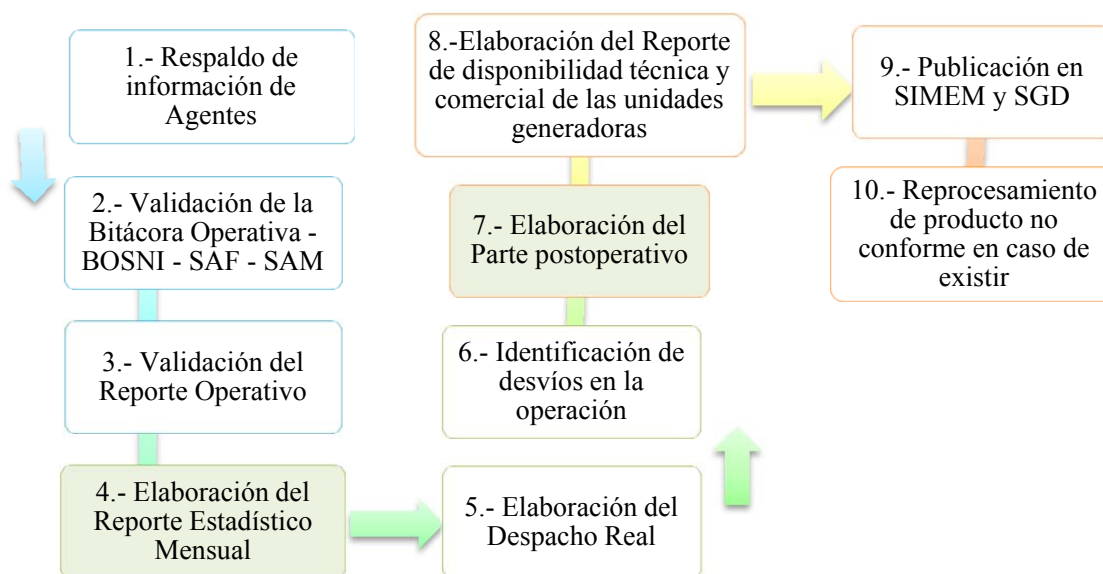 1.- Respaldo de
información de
Agentes
2.- Validación de la
Bitácora Operativa -
BOSNI - SAF - SAM
3.- Validación del
Reporte Operativo
4.- Elaboración del
Reporte Estadístico
Mensual
5.- Elaboración del
Despacho Real
6.- Identificación de
desvíos en la
operación
7.- Elaboración del
Parte postoperativo
8.-Elaboración del Reporte
de disponibilidad técnica y
comercial de las unidades
generadoras
9.- Publicación en
SIMEM y SGD
10.- Reprocesamiento
de producto no
conforme en caso de
existir